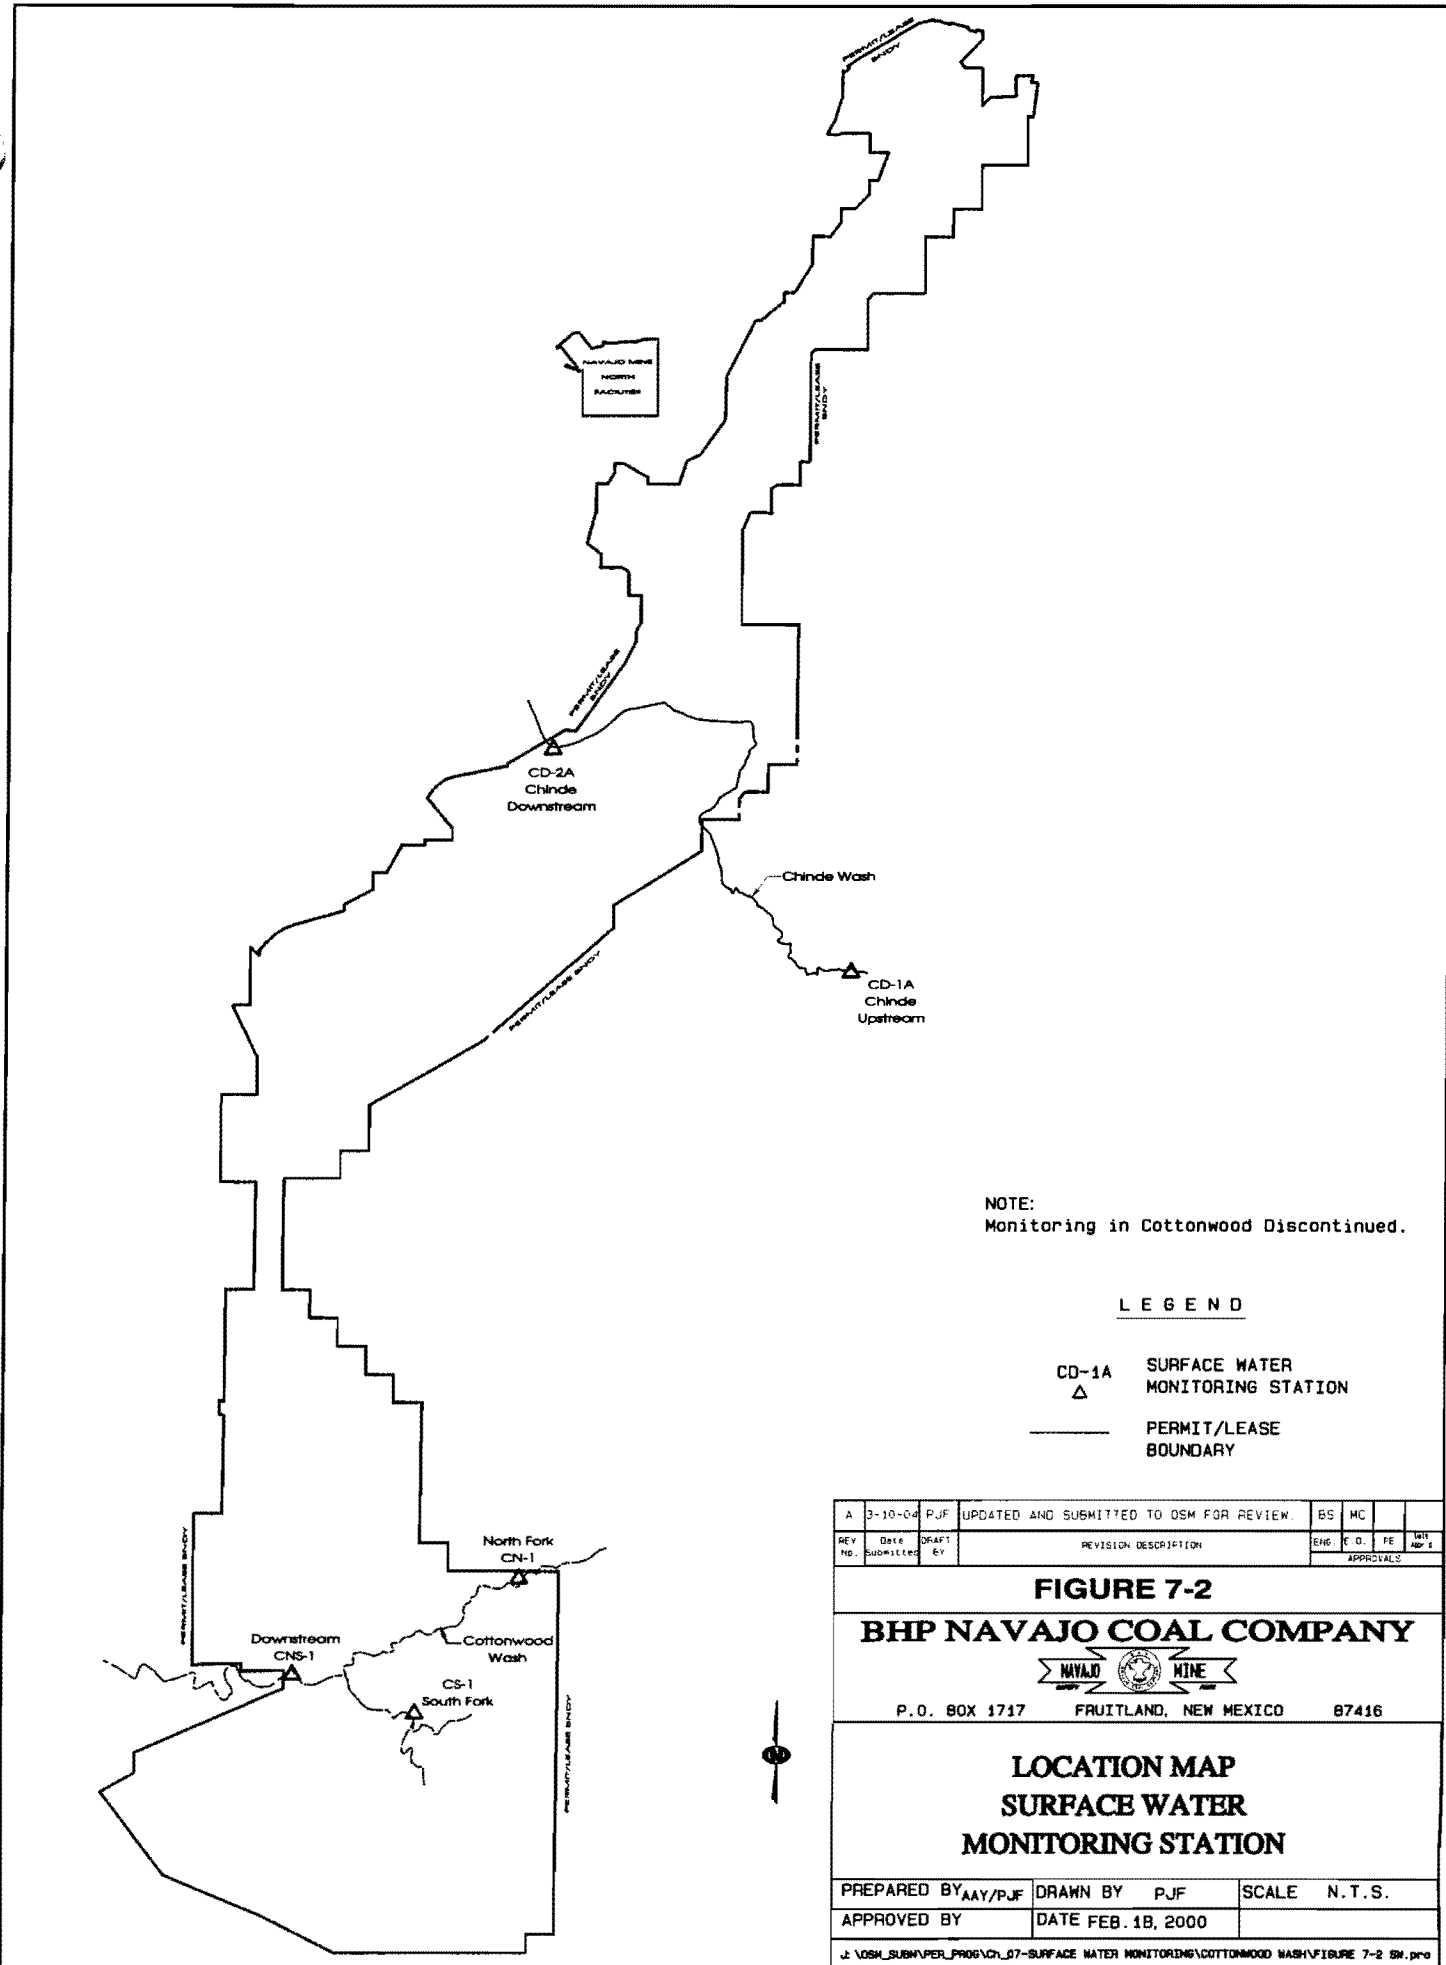 PERMIT/LEASE
BNDY
NAVAJO MINE
NORTH
FACILITIES
PERMIT/LEASE
BNDY
PERMIT/LEASE
BNDY
CD-2A
Chinde
Downstream
Chinde Wash
CD-1A
Chinde
Upstream
PERMIT/LEASE BNDY
NOTE:
Monitoring in Cottonwood Discontinued.
LEGEND
CD-1A
SURFACE WATER
MONITORING STATION
PERMIT/LEASE
BOUNDARY
North Fork
CN-1
PERMIT/LEASE BNDY
Downstream
CNS-1
Cottonwood
Wash
CS-1
South Fork
PERMIT/LEASE BNDY
N
A 3-10-04 PJF UPDATED AND SUBMITTED TO OSM FOR REVIEW. BS MC
REV NO. Date Submitted DRAFT BY REVISION DESCRIPTION ENG. E.O. PE
APPROVALS
FIGURE 7-2
BHP NAVAJO COAL COMPANY
NAVAJO MINE
P.O. BOX 1717 FRUITLAND, NEW MEXICO 87416
LOCATION MAP
SURFACE WATER
MONITORING STATION
PREPARED BY AAY/PJF DRAWN BY PJF SCALE N.T.S.
APPROVED BY DATE FEB. 18, 2000
J:\OSM_SUBM\PER_PROG\Ch_07-SURFACE WATER MONITORING\COTTONWOOD WASH\FIGURE 7-2 SW.pro